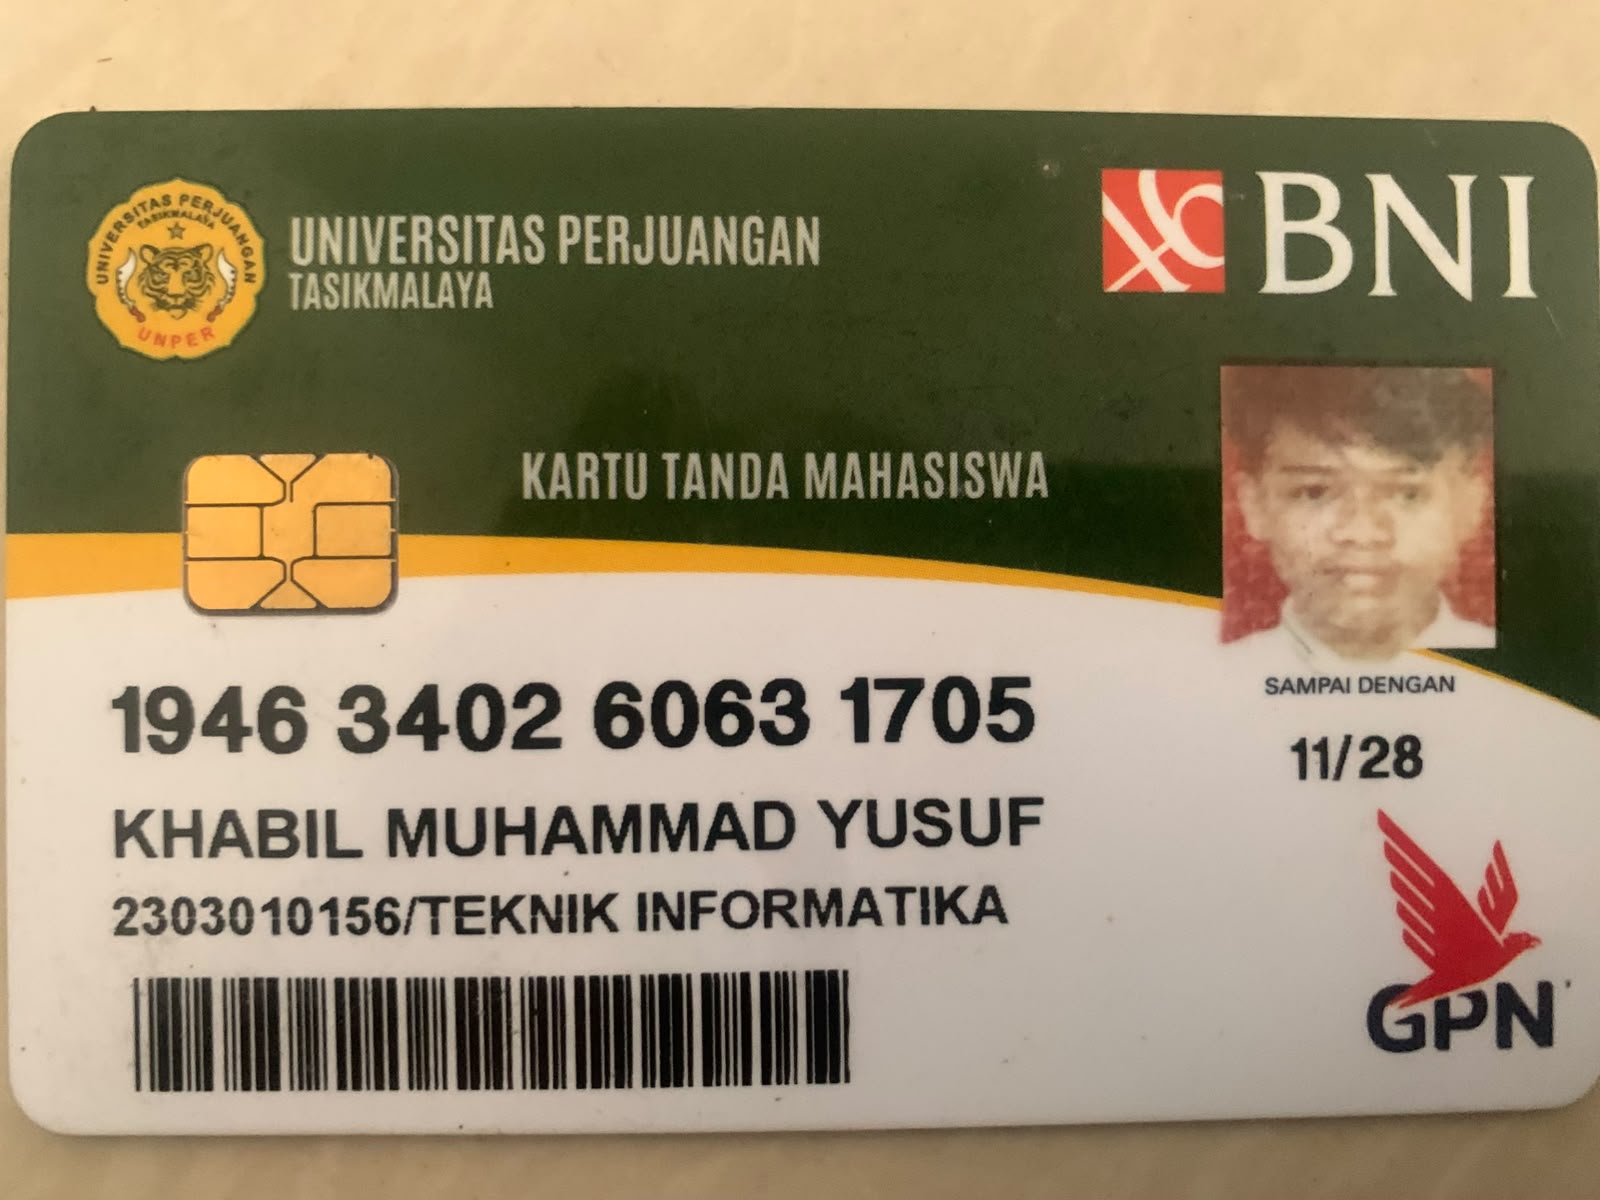 UNIVERSITAS PERJUANGAN
TASIKMALAYA
UNPER
UNIVERSITAS PERJUANGAN
TASIKMALAYA
BNI
KARTU TANDA MAHASISWA
SAMPAI DENGAN
11/28
1946 3402 6063 1705
KHABIL MUHAMMAD YUSUF
2303010156/TEKNIK INFORMATIKA
GPN